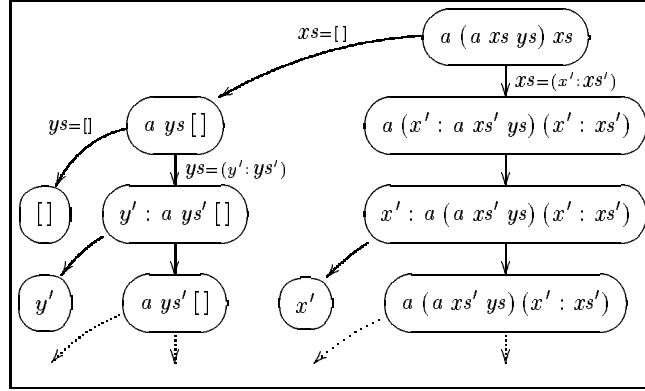 xs=[ ]
a (a xs ys) xs
xs=(x′:xs′)
a ys [ ]
a (x′ : a xs′ ys) (x′ : xs′)
ys=[]
ys=(y′:ys′)
[ ]
y′ : a ys′ [ ]
x′ : a (a xs′ ys) (x′ : xs′)
y′
a ys′ [ ]
x′
a (a xs′ ys) (x′ : xs′)